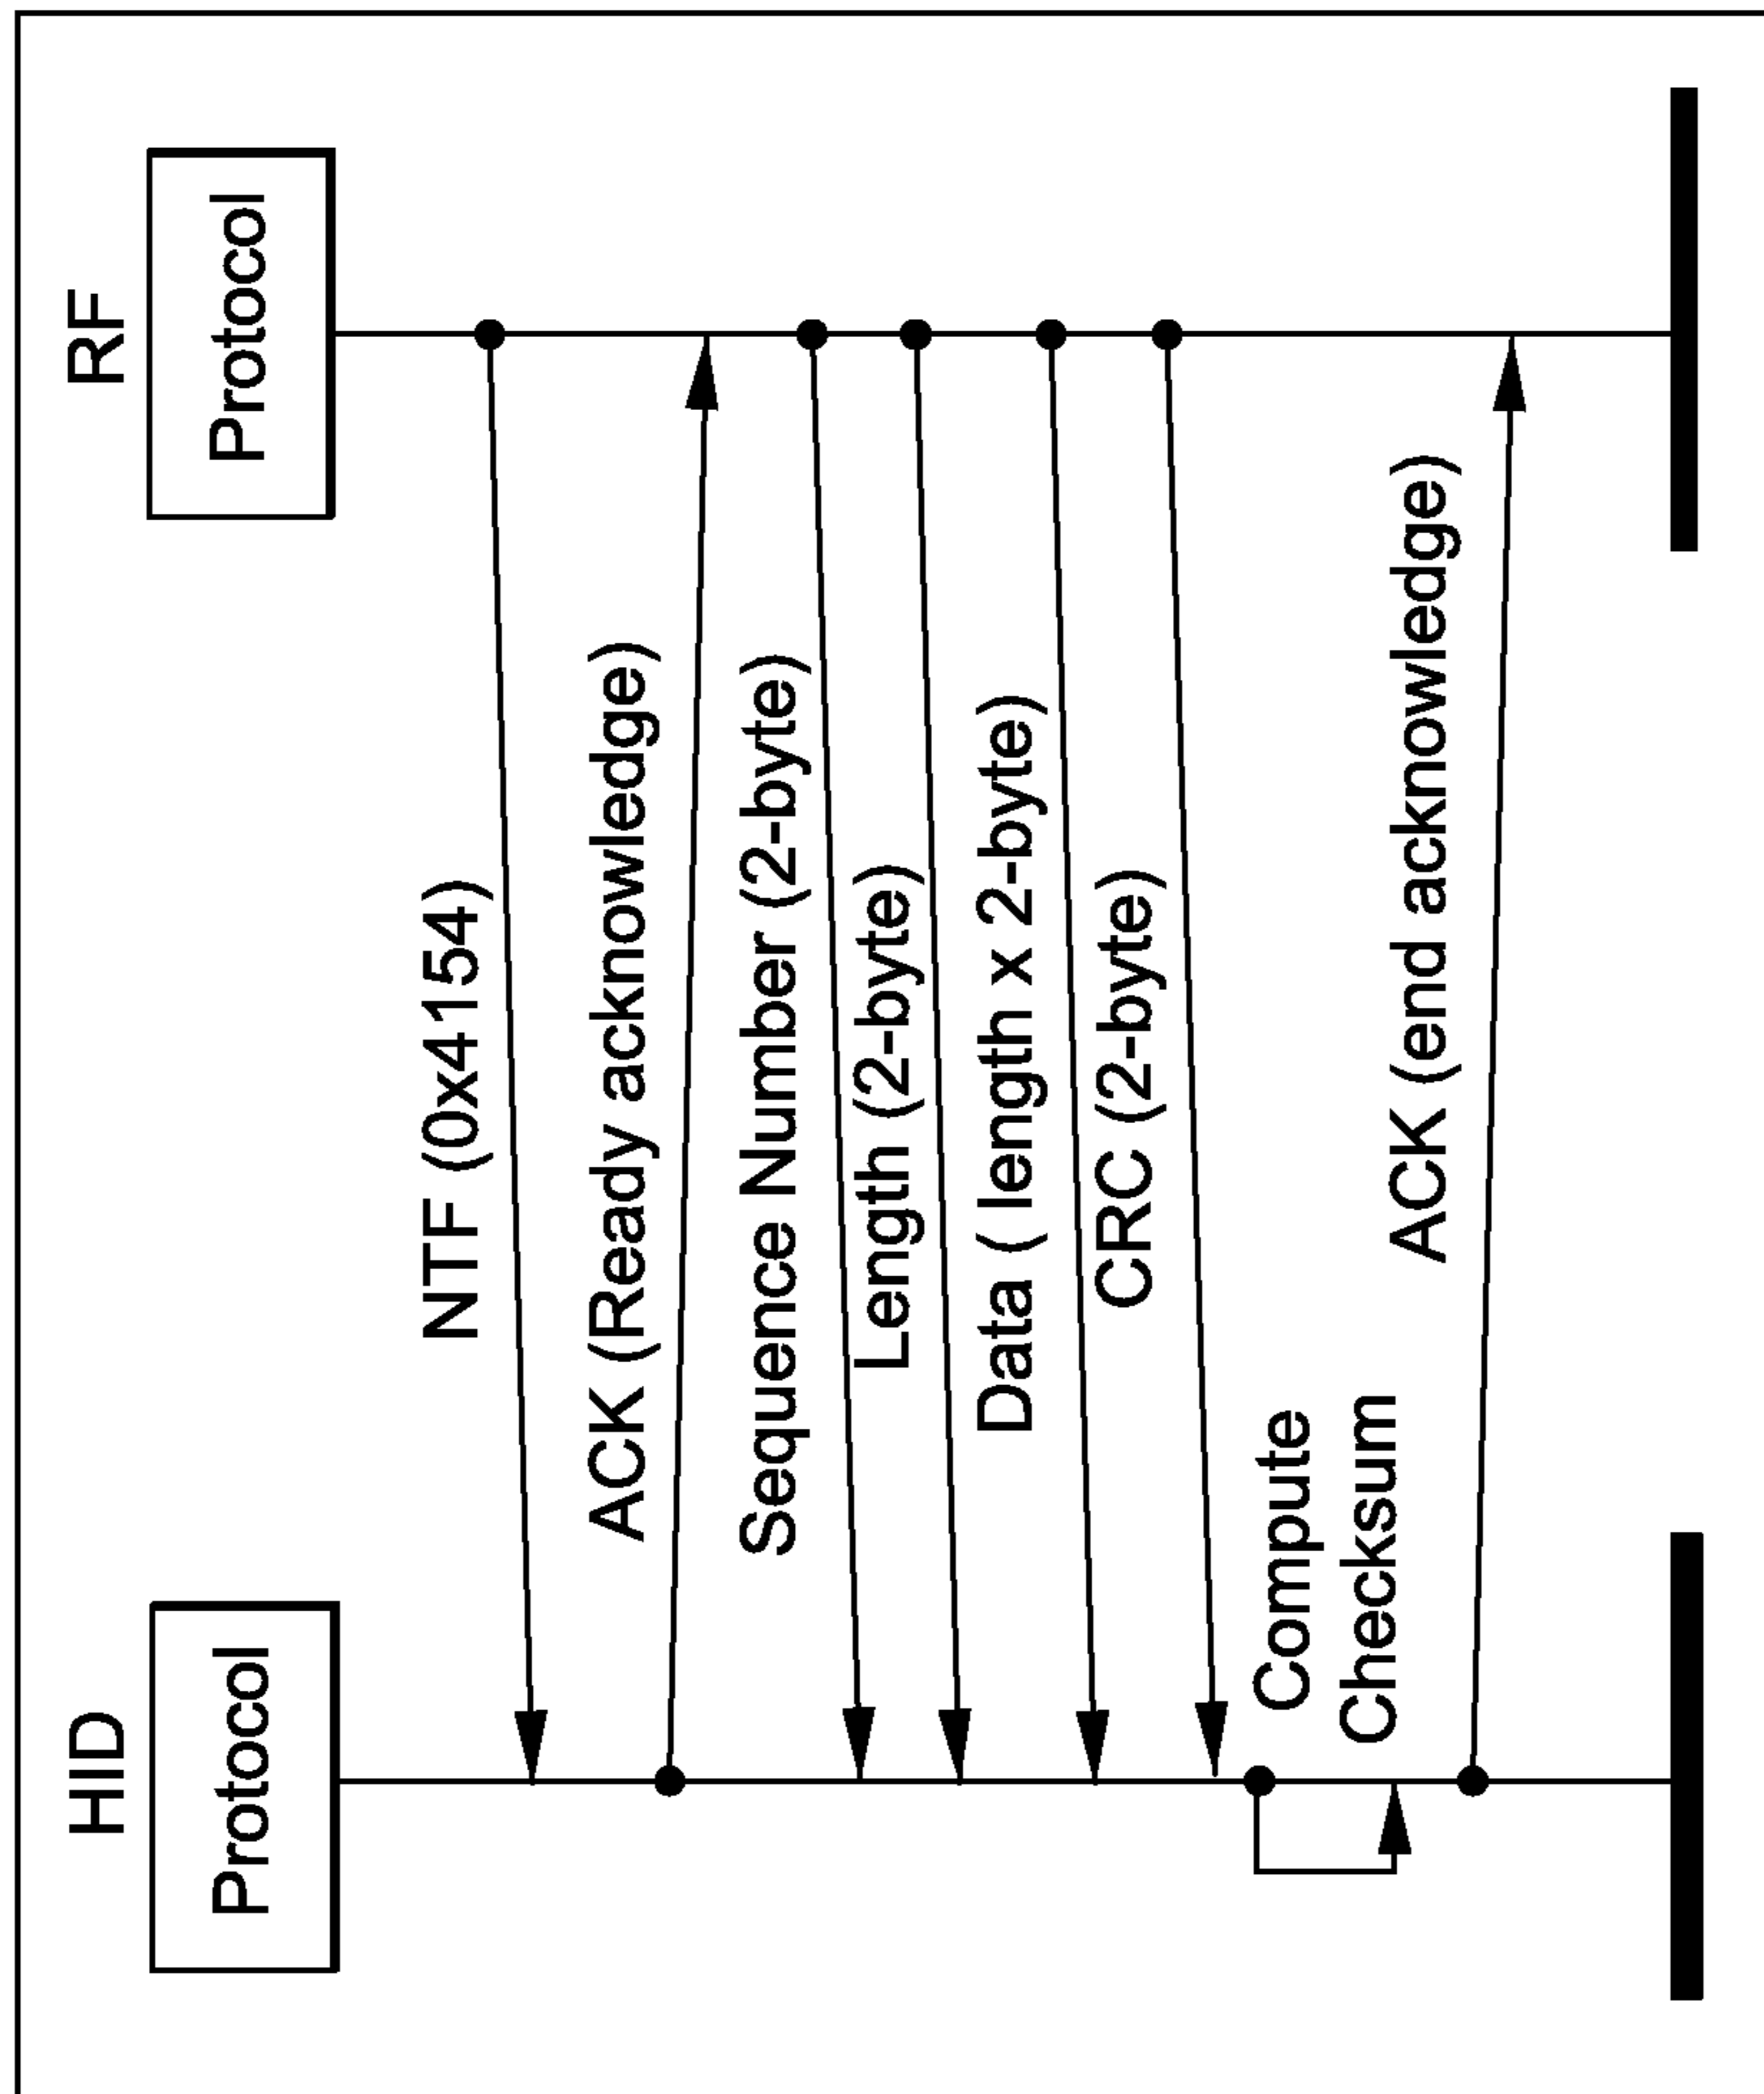 HID
RF
Protocol
Protocol
NTF (0x4154)
ACK (Ready acknowledge)
Sequence Number (2-byte)
Length (2-byte)
Data ( length x 2-byte)
CRC (2-byte)
Compute
Checksum
ACK (end acknowledge)